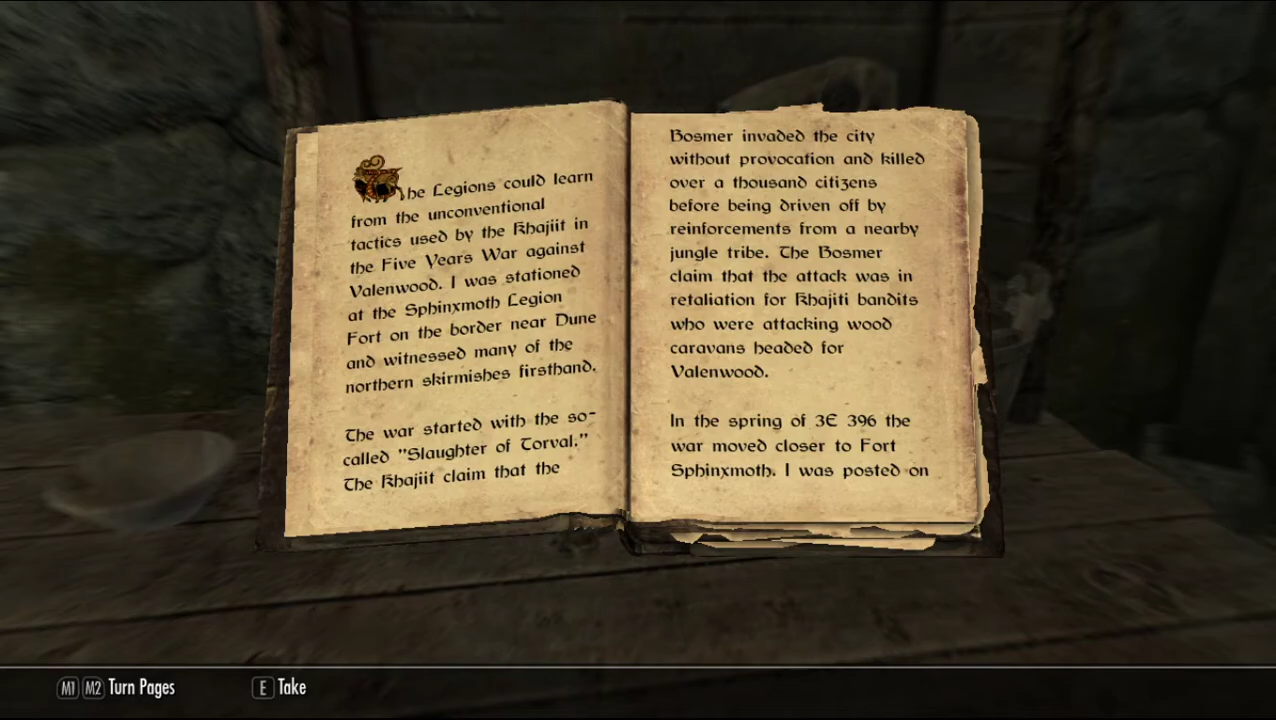 The Legions could learn
from the unconventional
tactics used by the Khajiit in
the Five Years War against
Valenwood. I was stationed
at the Sphinxmoth Legion
Fort on the border near Dune
and witnessed many of the
northern skirmishes firsthand.
The war started with the so-
called "Slaughter of Torval."
The Khajiit claim that the
Bosmer invaded the city
without provocation and killed
over a thousand citizens
before being driven off by
reinforcements from a nearby
jungle tribe. The Bosmer
claim that the attack was in
retaliation for Khajiti bandits
who were attacking wood
caravans headed for
Valenwood.
In the spring of 3E 396 the
war moved closer to Fort
Sphinxmoth. I was posted on
M1 M2 Turn Pages
E Take